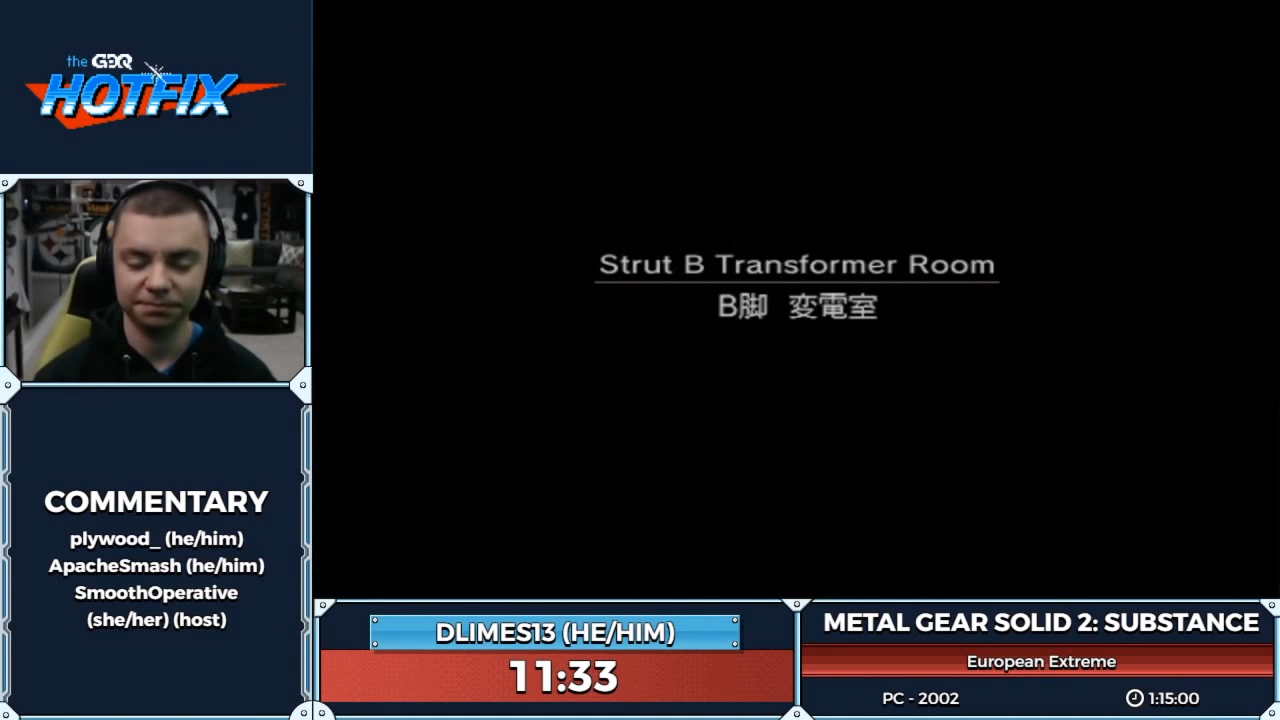 the GDQ
HOTFIX
Strut B Transformer Room
B脚 変電室
COMMENTARY
plywood_ (he/him)
ApacheSmash (he/him)
SmoothOperative
(she/her) (host)
DLIMES13 (HE/HIM)
11:33
METAL GEAR SOLID 2: SUBSTANCE
European Extreme
PC - 2002
1:15:00